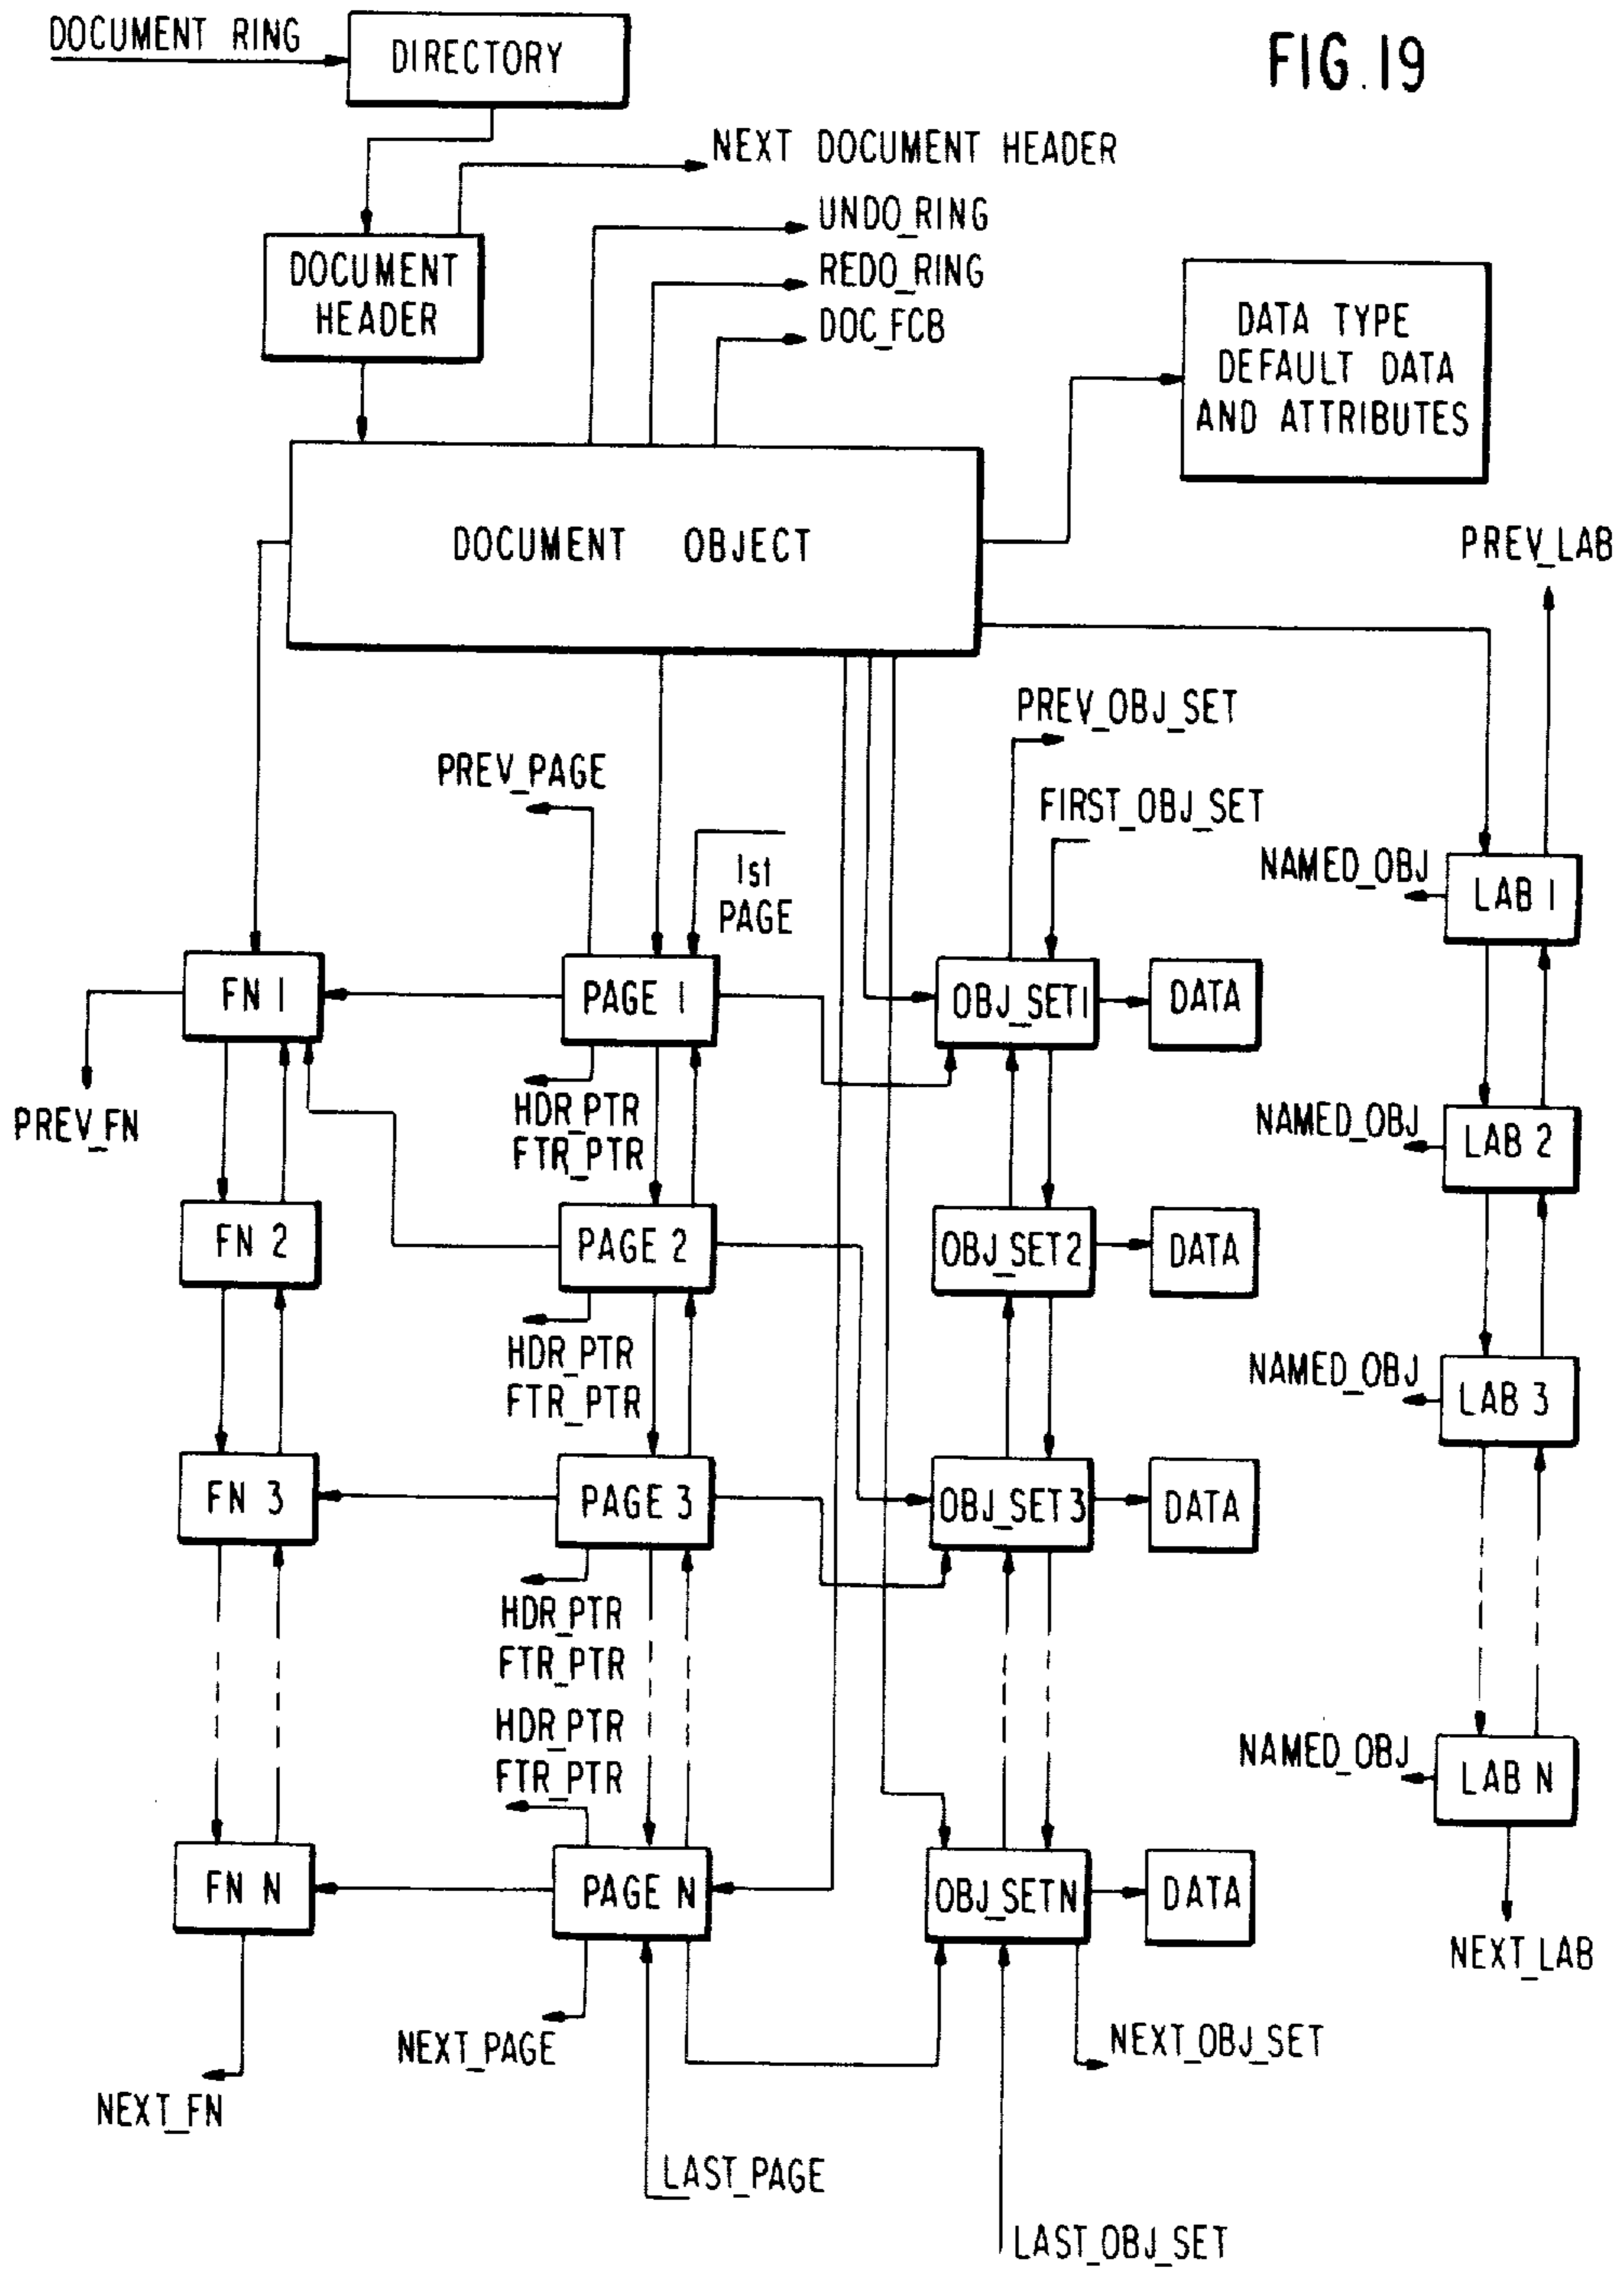 DOCUMENT RING
DIRECTORY
FIG. 19
NEXT DOCUMENT HEADER
DOCUMENT
HEADER
UNDO_RING
REDO_RING
DOC_FCB
DATA TYPE
DEFAULT DATA
AND ATTRIBUTES
DOCUMENT OBJECT
PREV_LAB
PREV_OBJ_SET
PREV_PAGE
FIRST_OBJ_SET
1st
PAGE
NAMED_OBJ
LAB 1
FN 1
PAGE 1
OBJ_SET1
DATA
PREV_FN
HDR_PTR
FTR_PTR
NAMED_OBJ
LAB 2
FN 2
PAGE 2
OBJ_SET2
DATA
HDR_PTR
FTR_PTR
NAMED_OBJ
LAB 3
FN 3
PAGE 3
OBJ_SET3
DATA
HDR_PTR
FTR_PTR
HDR_PTR
FTR_PTR
NAMED_OBJ
LAB N
FN N
PAGE N
OBJ_SETN
DATA
NEXT_LAB
NEXT_PAGE
NEXT_OBJ_SET
NEXT_FN
LAST_PAGE
LAST_OBJ_SET